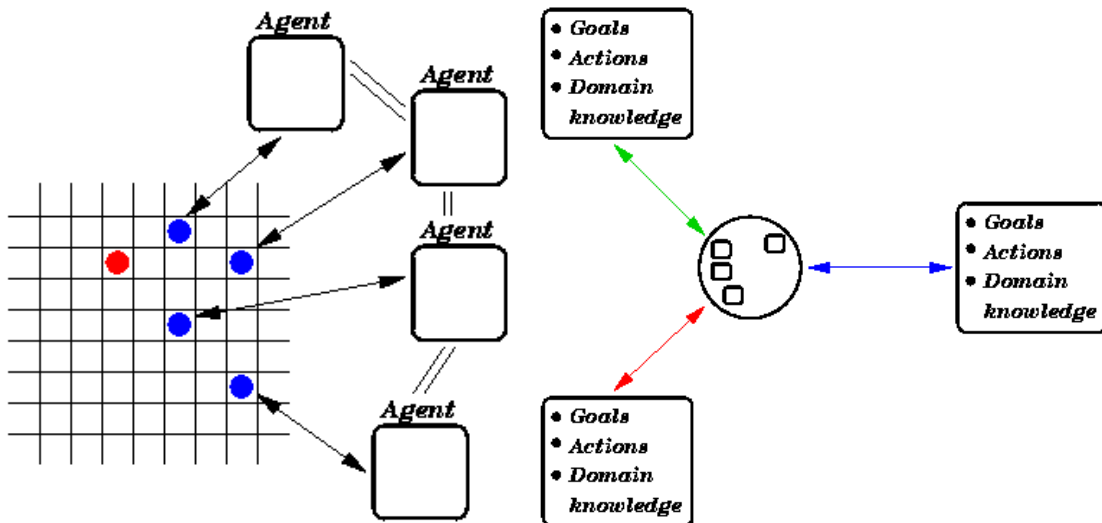 Agent
Agent
Agent
Agent
• Goals
• Actions
• Domain
knowledge
• Goals
• Actions
• Domain
knowledge
• Goals
• Actions
• Domain
knowledge